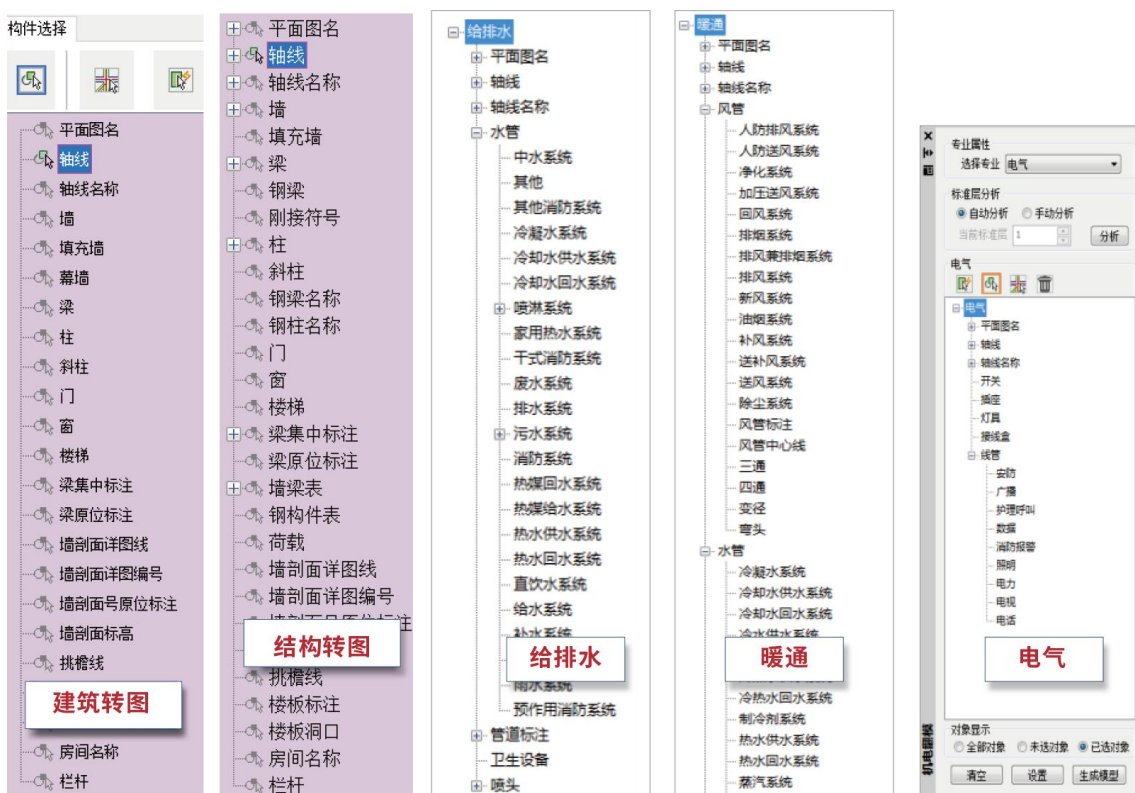 构件选择
平面图名
轴线
轴线名称
墙
填充墙
幕墙
梁
柱
斜柱
门
窗
楼梯
梁集中标注
梁原位标注
墙剖面详图线
墙剖面详图编号
墙剖面号原位标注
墙剖面标高
挑檐线
建筑转图
房间名称
栏杆
平面图名
轴线
轴线名称
墙
填充墙
梁
钢梁
刚接符号
柱
斜柱
钢梁名称
钢柱名称
门
窗
楼梯
梁集中标注
梁原位标注
墙梁表
钢构件表
荷载
墙剖面详图线
墙剖面详图编号
结构转图
挑檐线
楼板标注
楼板洞口
房间名称
栏杆
给排水
平面图名
轴线
轴线名称
水管
中水系统
其他
其他消防系统
冷凝水系统
冷却水供水系统
冷却水回水系统
喷淋系统
家用热水系统
干式消防系统
废水系统
排水系统
污水系统
消防系统
热媒回水系统
热媒给水系统
热水供水系统
热水回水系统
直饮水系统
给水系统
补水系统
给排水
雨水系统
预作用消防系统
管道标注
卫生设备
喷头
暖通
平面图名
轴线
轴线名称
风管
人防排风系统
人防送风系统
净化系统
加压送风系统
回风系统
排烟系统
排风兼排烟系统
排风系统
新风系统
油烟系统
补风系统
送补风系统
送风系统
除尘系统
风管标注
风管中心线
三通
四通
变径
弯头
水管
冷凝水系统
冷却水供水系统
冷却水回水系统
冷水供水系统
暖通
冷热水回水系统
制冷剂系统
热水供水系统
热水回水系统
蒸汽系统
专业属性
选择专业 电气
标准层分析
自动分析 手动分析
当前标准层 1 分析
电气
电气
平面图名
轴线
轴线名称
开关
插座
灯具
接线盒
线管
安防
广播
护理呼叫
数据
消防报警
照明
电力
电视
电话
电气
对象显示
全部对象 未选对象 已选对象
清空 设置 生成模型
机电翻模